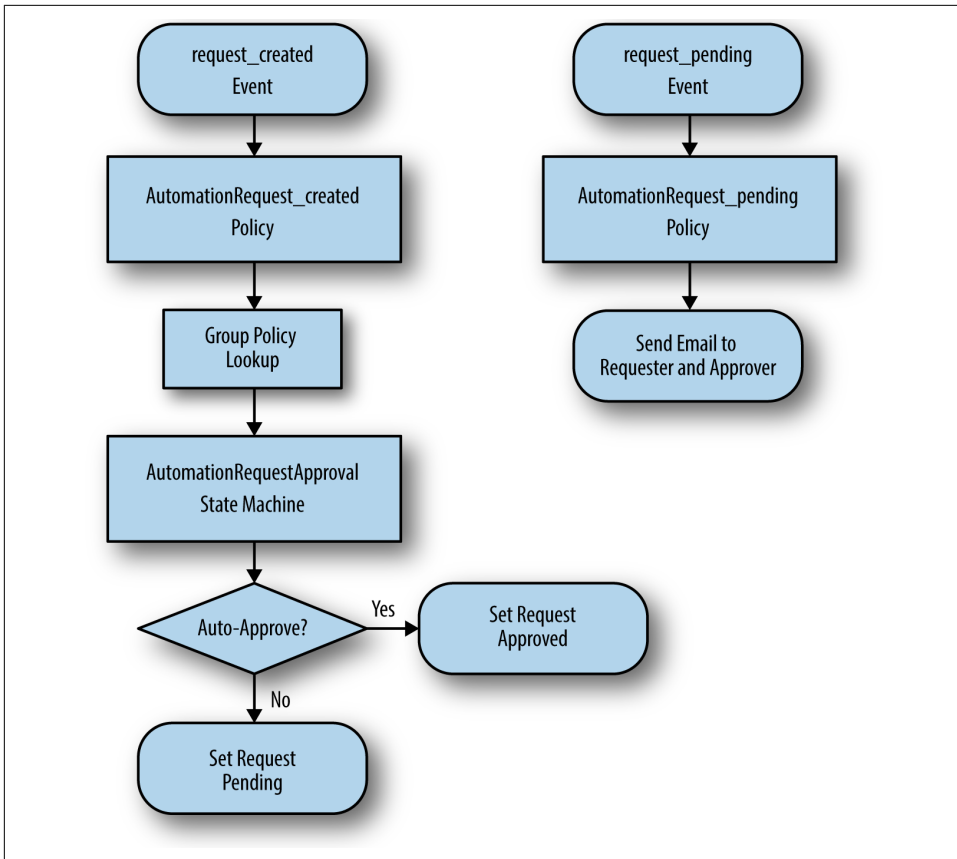 request_created
Event
AutomationRequest_created
Policy
Group Policy
Lookup
AutomationRequestApproval
State Machine
Auto-Approve?
Yes
Set Request
Approved
No
Set Request
Pending
request_pending
Event
AutomationRequest_pending
Policy
Send Email to
Requester and Approver